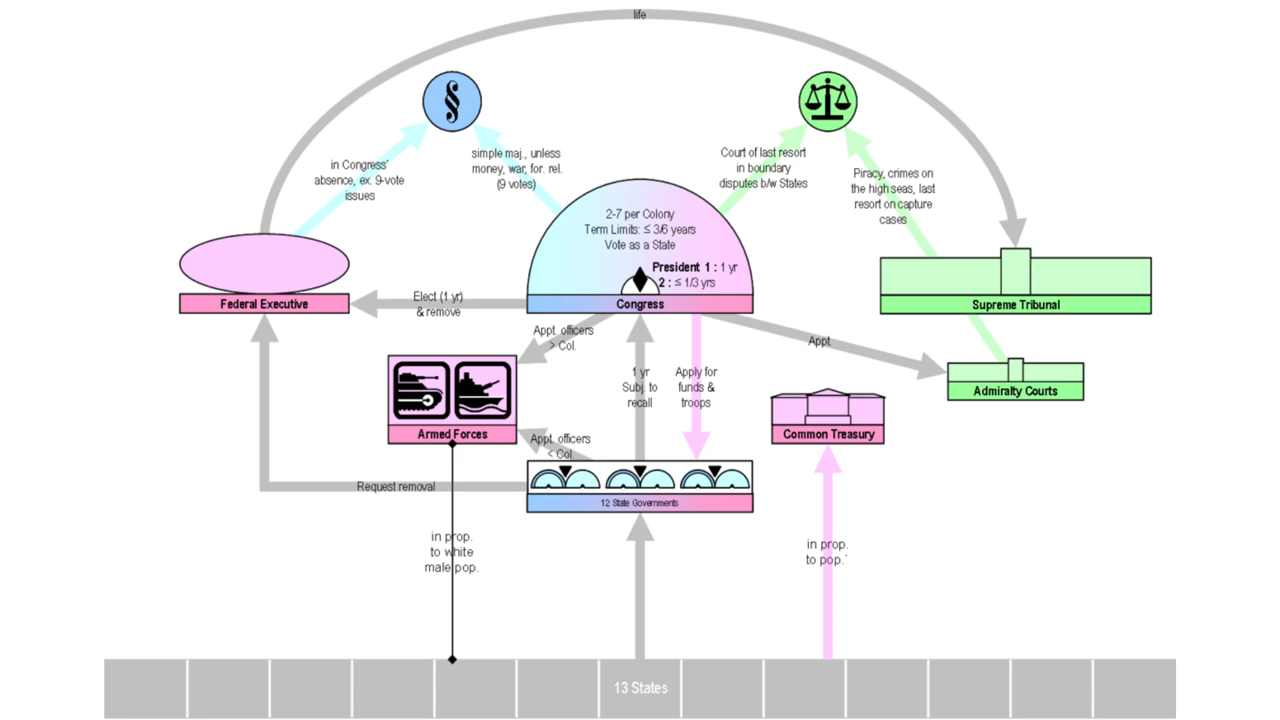 life
§
in Congress'
absence, ex. 9-vote
issues
simple maj., unless
money, war, for. rel.
(9 votes)
Court of last resort
in boundary
disputes b/w States
Piracy, crimes on
the high seas, last
resort on capture
cases
2-7 per Colony
Term Limits: ≤ 3/6 years
Vote as a State
President 1 : 1 yr
2 : ≤ 1/3 yrs
Federal Executive
Elect (1 yr)
& remove
Congress
Supreme Tribunal
Appt. officers
> Col.
Appt.
1 yr
Subj. to
recall
Apply for
funds &
troops
Admiralty Courts
Armed Forces
Common Treasury
Appt. officers
< Col.
Request removal
12 State Governments
in prop.
to white
male pop.
in prop.
to pop.`
13 States